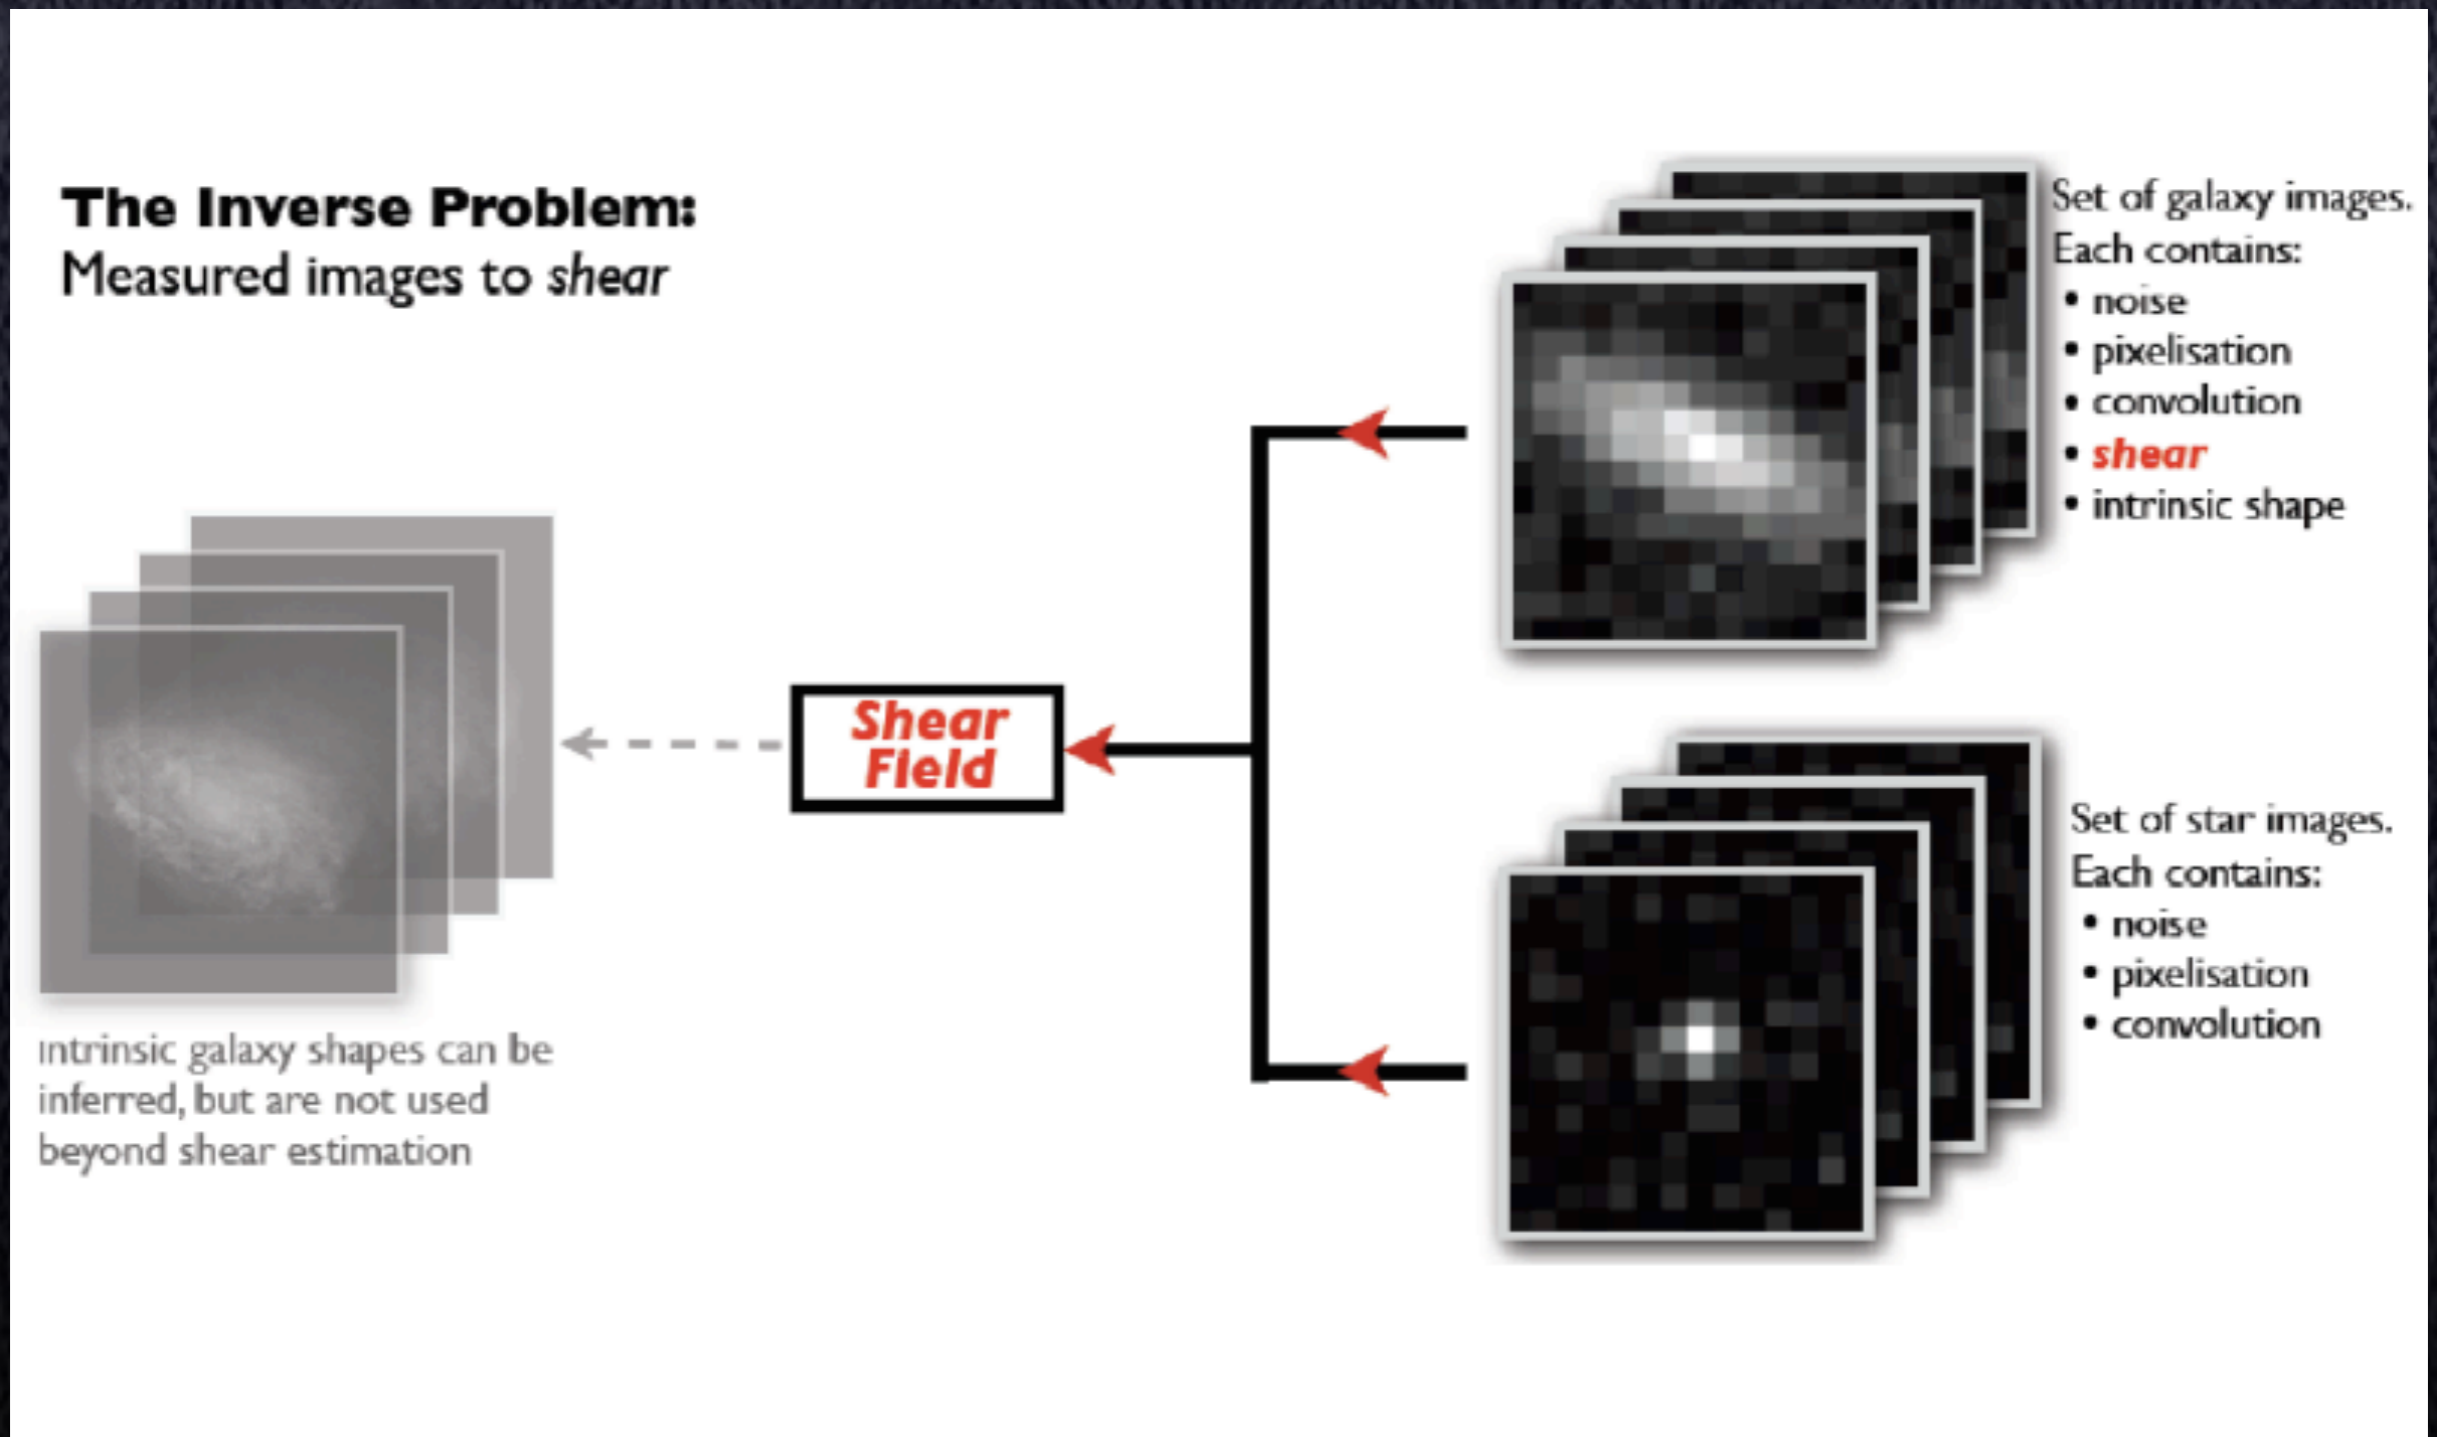 The Inverse Problem:
Measured images to shear
Set of galaxy images.
Each contains:
• noise
• pixelisation
• convolution
• shear
• intrinsic shape
Shear
Field
Intrinsic galaxy shapes can be
inferred, but are not used
beyond shear estimation
Set of star images.
Each contains:
• noise
• pixelisation
• convolution